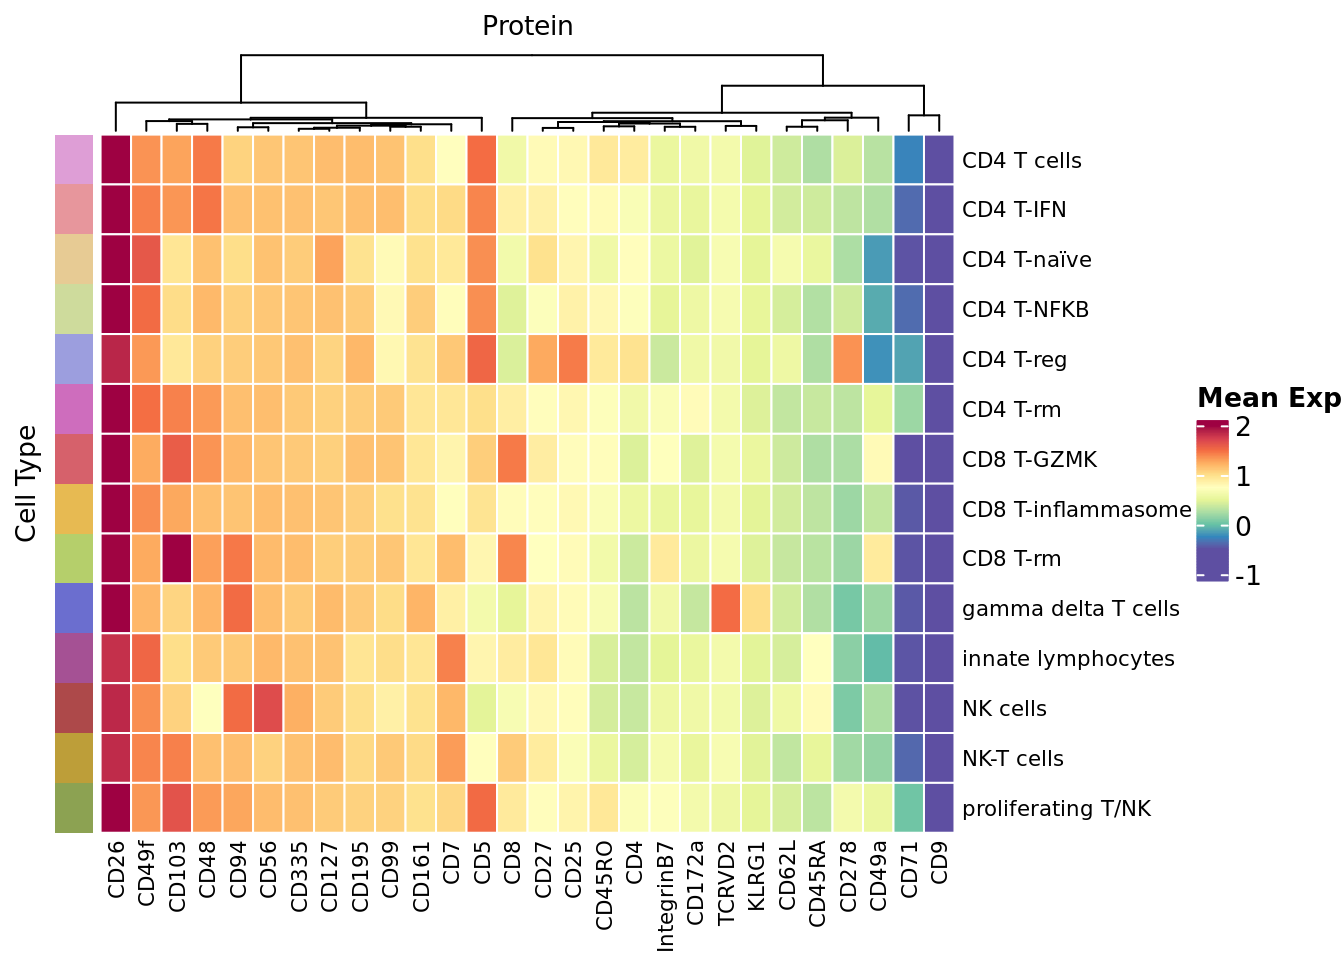 Protein
CD4 T cells
CD4 T-IFN
CD4 T-naïve
CD4 T-NFKB
CD4 T-reg
CD4 T-rm
CD8 T-GZMK
CD8 T-inflammasome
CD8 T-rm
gamma delta T cells
innate lymphocytes
NK cells
NK-T cells
proliferating T/NK
Cell Type
Mean Exp
2
1
0
-1
CD26
CD49f
CD103
CD48
CD94
CD56
CD335
CD127
CD195
CD99
CD161
CD7
CD5
CD8
CD27
CD25
CD45RO
CD4
IntegrinB7
CD172a
TCRVD2
KLRG1
CD62L
CD45RA
CD278
CD49a
CD71
CD9